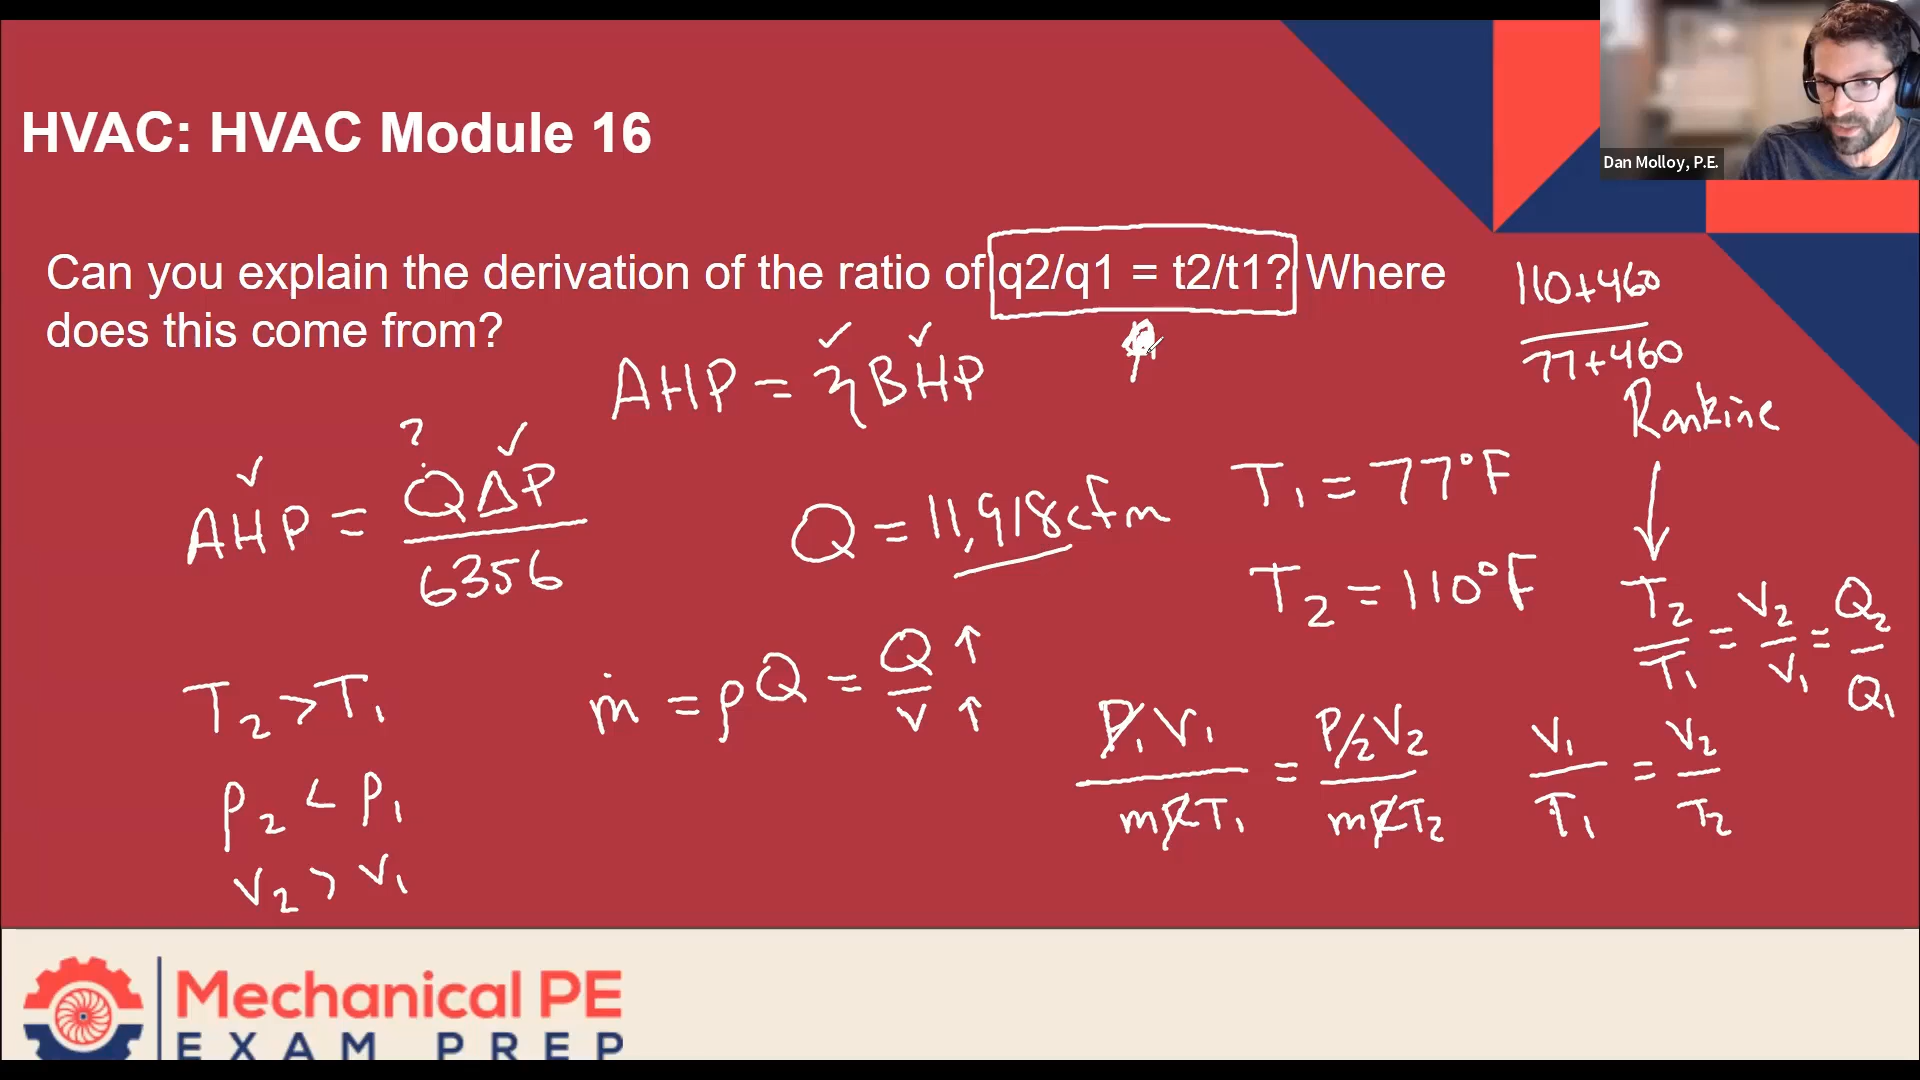 Dan Molloy, P.E.
HVAC: HVAC Module 16
Can you explain the derivation of the ratio of q2/q1 = t2/t1? Where
does this come from?
110+460
77+460
Rankine
AHP = ηBHP
?
AHP = Q̇ΔP / 6356
Q = 11,918cfm
T₁ = 77°F
T₂ = 110°F
T₂/T₁ = V₂/V₁ = Q₂/Q₁
T₂ > T₁
ρ₂ < ρ₁
v₂ > v₁
ṁ = ρQ = Q↑ / v↑
P₁V₁ / mRT₁ = P₂V₂ / mRT₂
V₁/T₁ = V₂/T₂
Mechanical PE
EXAM PREP